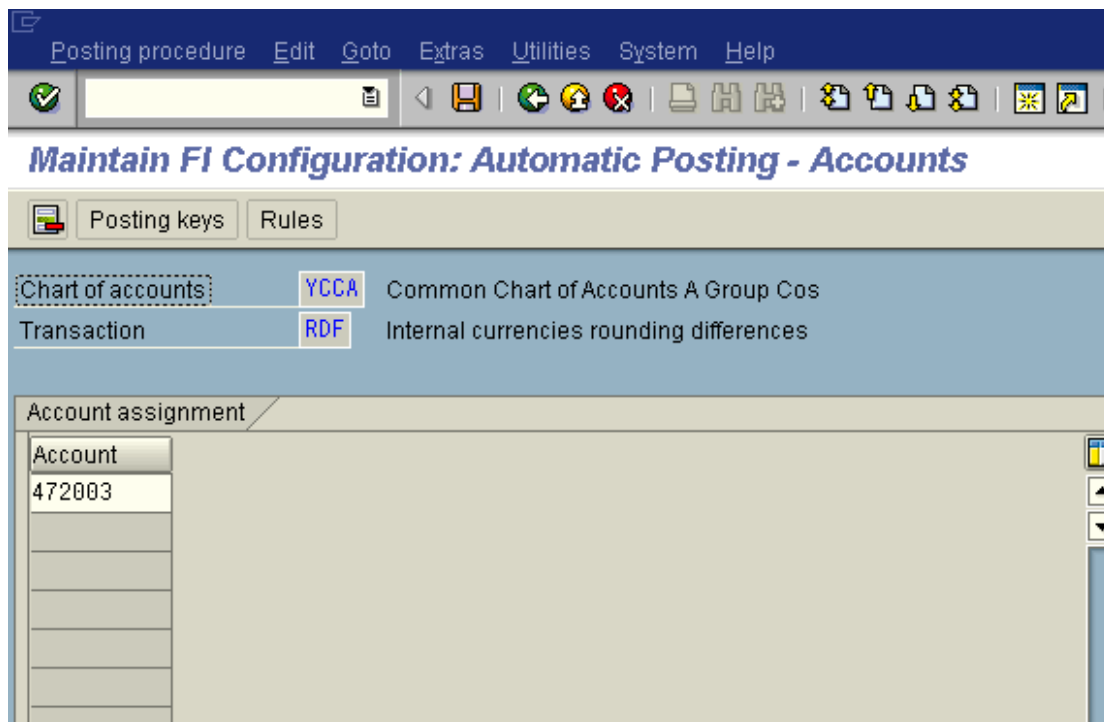 Posting procedure Edit Goto Extras Utilities System Help
Maintain FI Configuration: Automatic Posting - Accounts
Posting keys Rules
Chart of accounts YCCA Common Chart of Accounts A Group Cos
Transaction RDF Internal currencies rounding differences
Account assignment
Account
472003